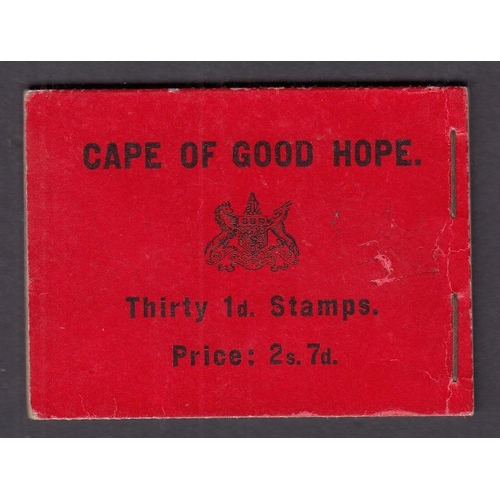 CAPE OF GOOD HOPE.
Thirty 1d. Stamps.
Price: 2s. 7d.